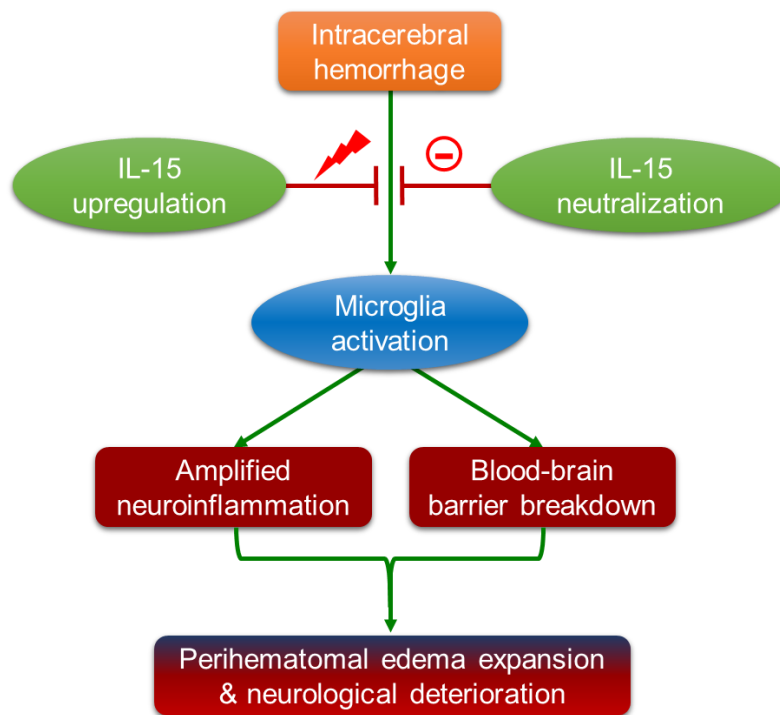 Intracerebral
hemorrhage
IL-15
upregulation
IL-15
neutralization
Microglia
activation
Amplified
neuroinflammation
Blood-brain
barrier breakdown
Perihematomal edema expansion
& neurological deterioration